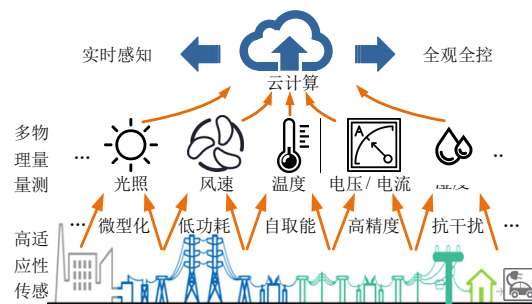 实时感知
全观全控
云计算
多物
理量
量测
...
光照
风速
温度
A
电压/电流
..
...
微型化
低功耗
自取能
高精度
抗干扰
...
高适
应性
传感